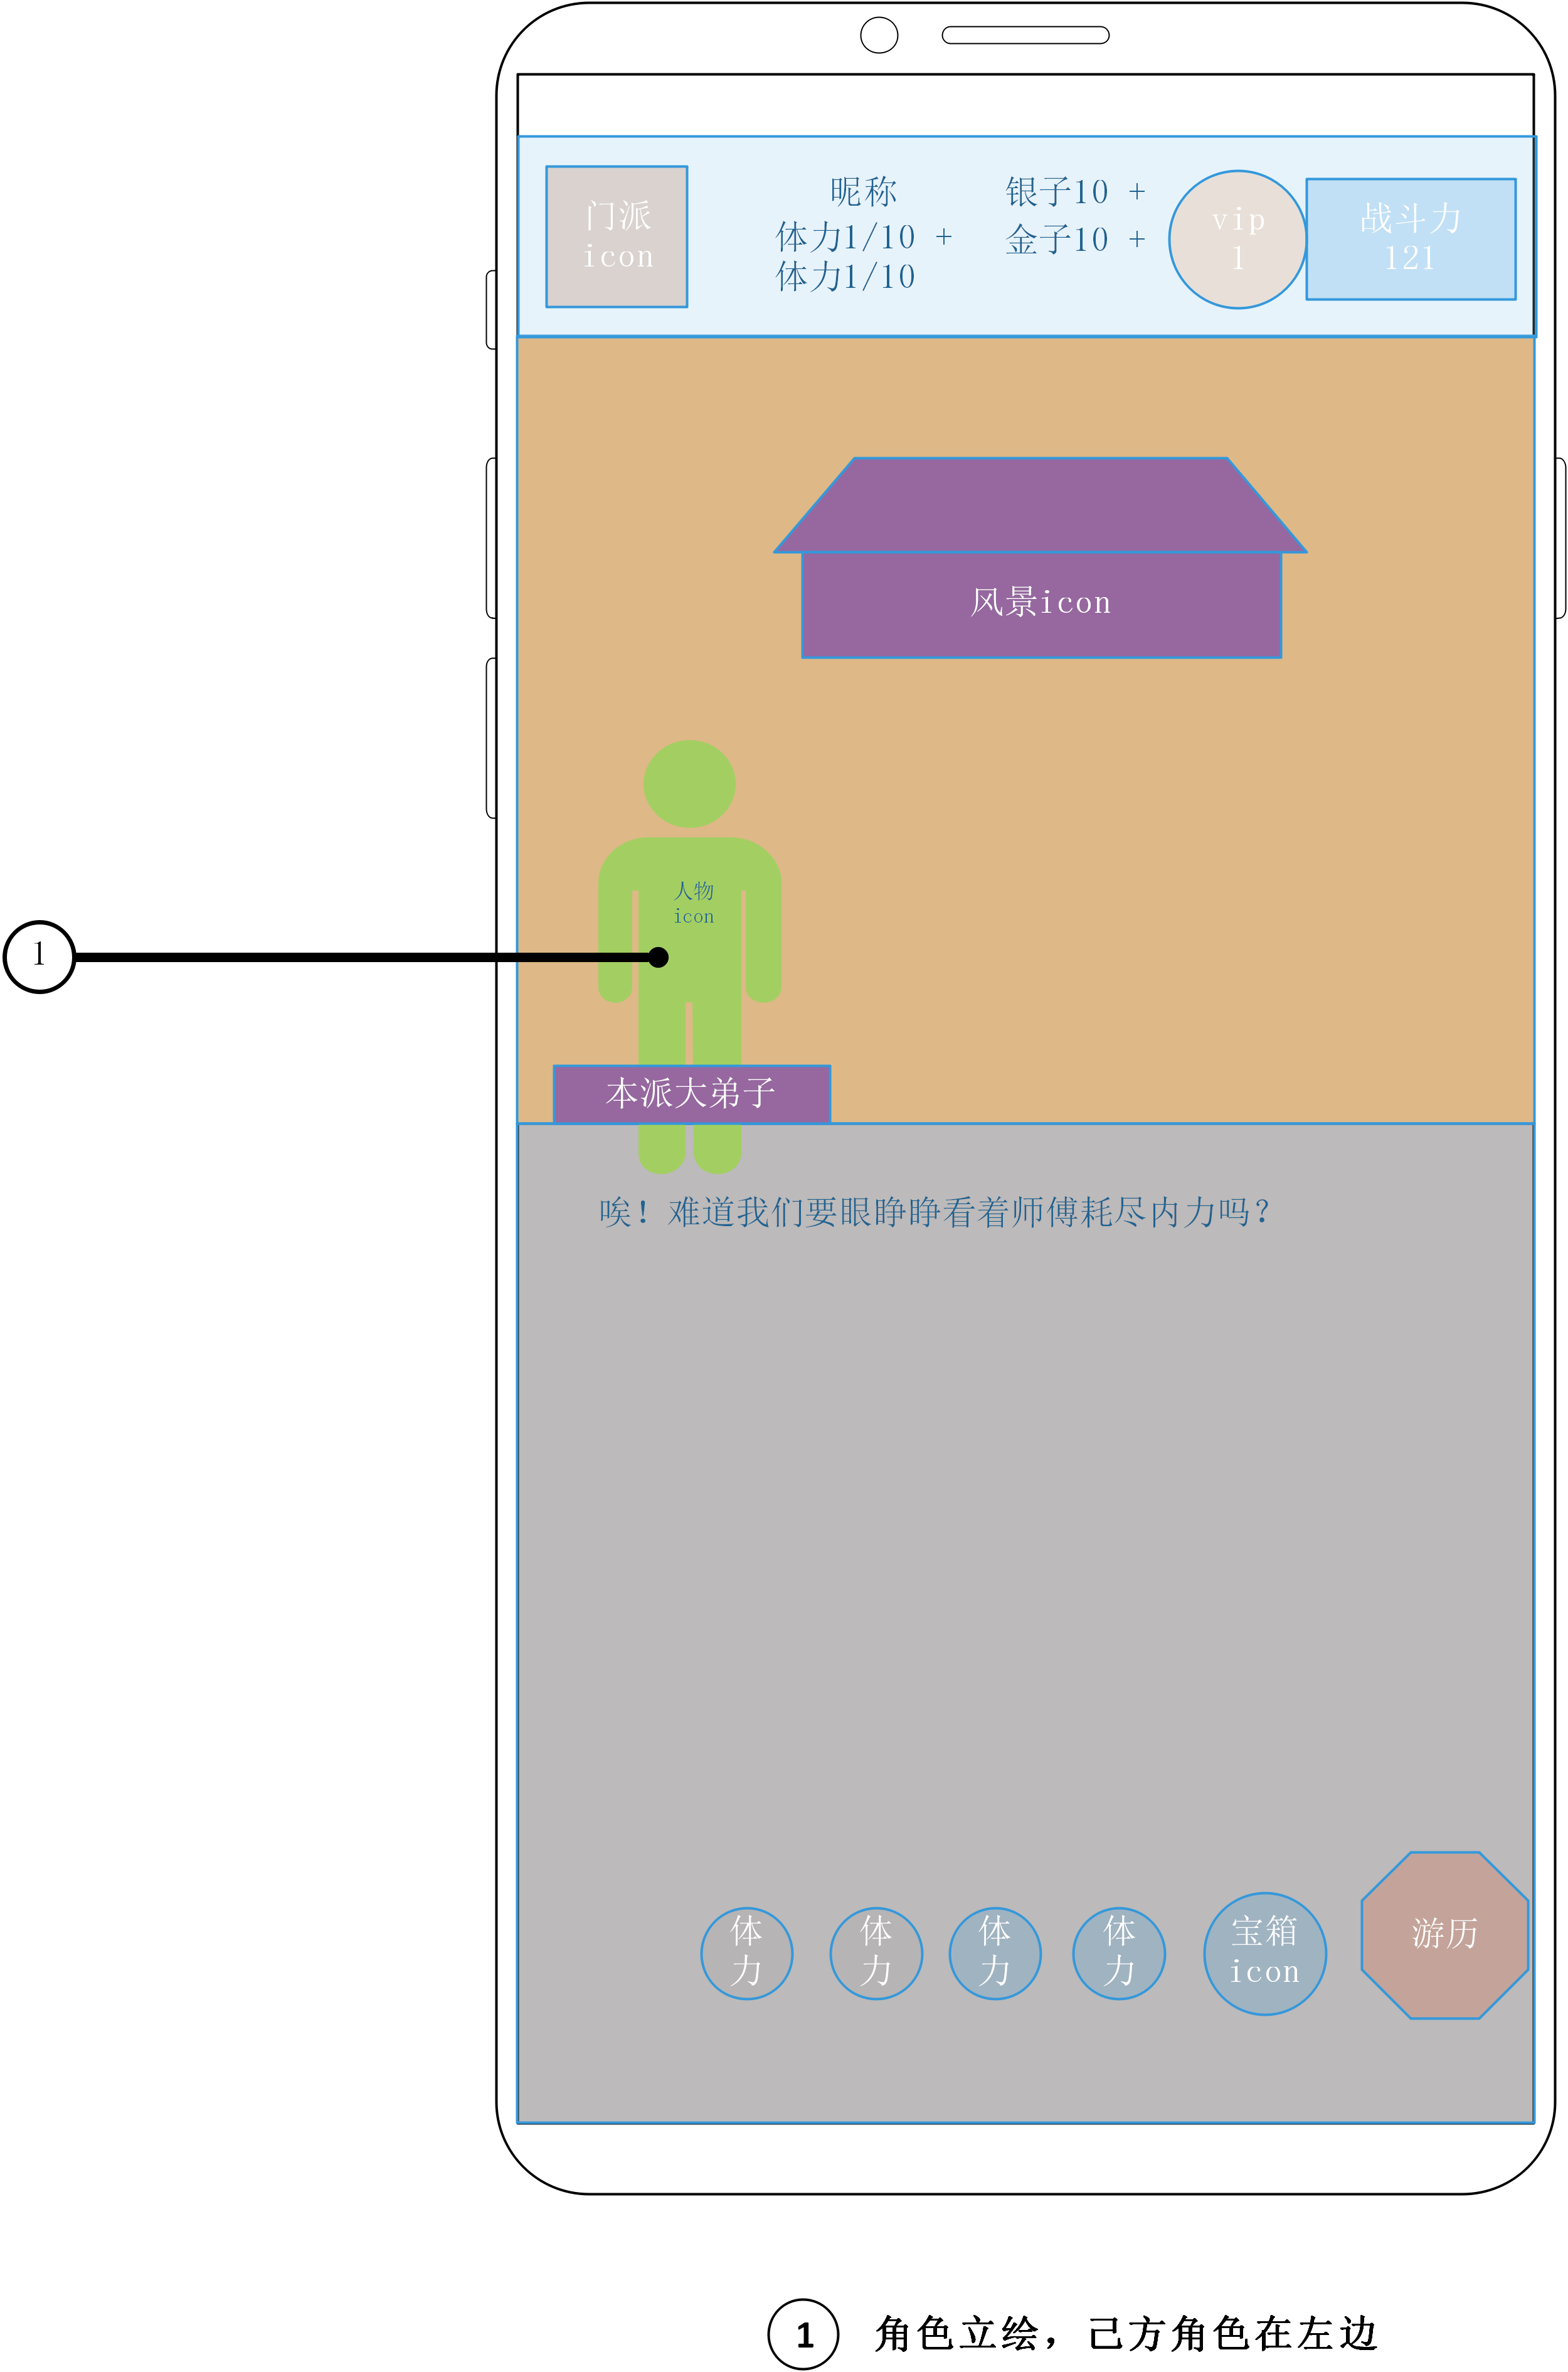 门派
icon
昵称
体力1/10 +
体力1/10
银子10 +
金子10 +
vip
1
战斗力
121
风景icon
人物
icon
1
本派大弟子
唉！难道我们要眼睁睁看着师傅耗尽内力吗？
体
力
体
力
体
力
体
力
宝箱
icon
游历
1 角色立绘，己方角色在左边